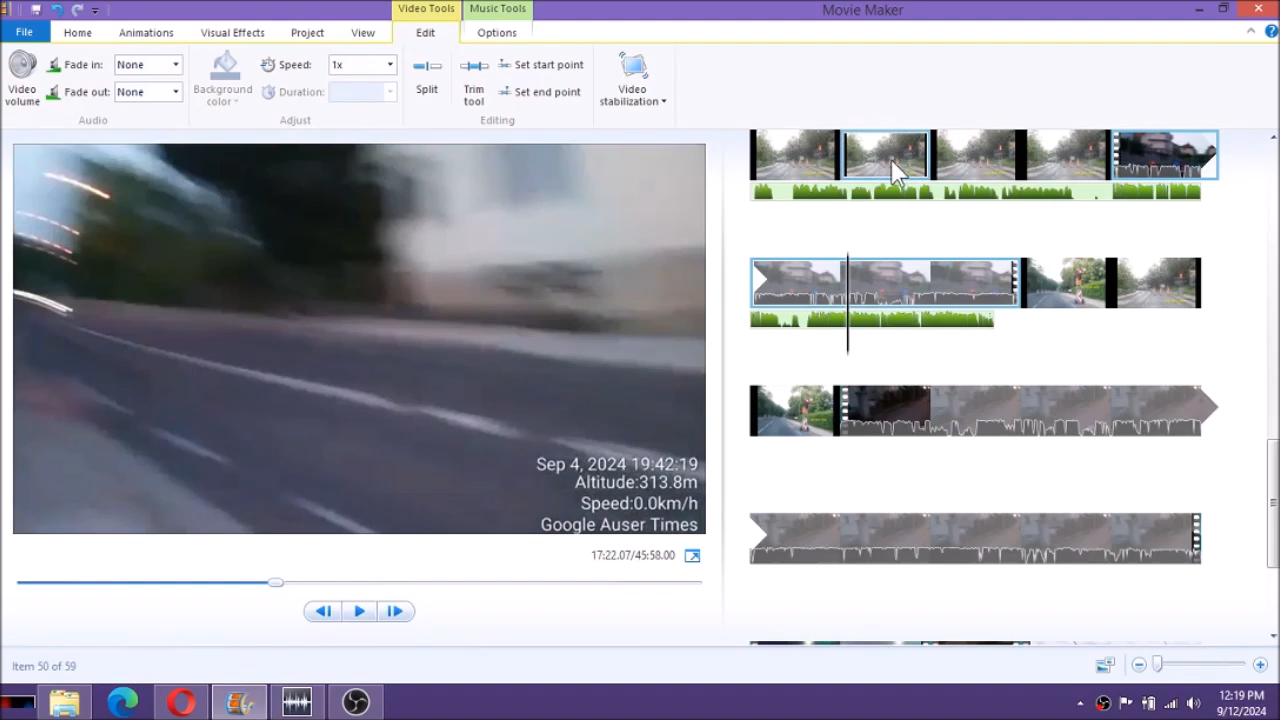 Video Tools
Music Tools
Movie Maker
File
Home
Animations
Visual Effects
Project
View
Edit
Options
Video volume
Fade in:
None
Fade out:
None
Audio
Background color
Speed:
1x
Duration:
Adjust
Split
Trim tool
Set start point
Set end point
Editing
Video stabilization
Sep 4, 2024 19:42:19
Altitude:313.8m
Speed:0.0km/h
Google Auser Times
17:22.07/45:58.00
Item 50 of 59
12:19 PM
9/12/2024